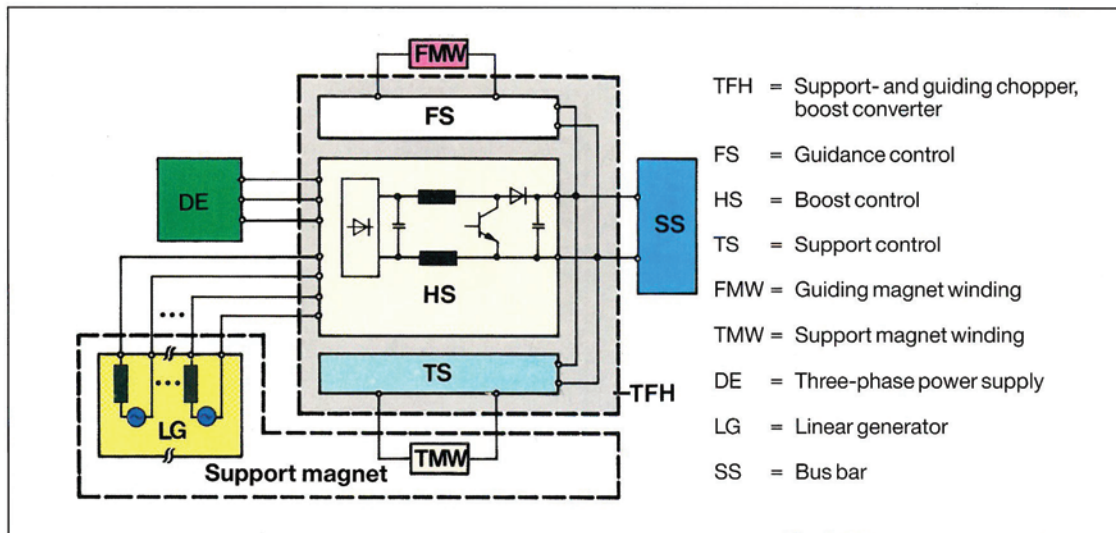 FMW
FS
DE
HS
SS
TS
TFH
...
...
LG
TMW
Support magnet
TFH = Support- and guiding chopper,
boost converter
FS = Guidance control
HS = Boost control
TS = Support control
FMW = Guiding magnet winding
TMW = Support magnet winding
DE = Three-phase power supply
LG = Linear generator
SS = Bus bar